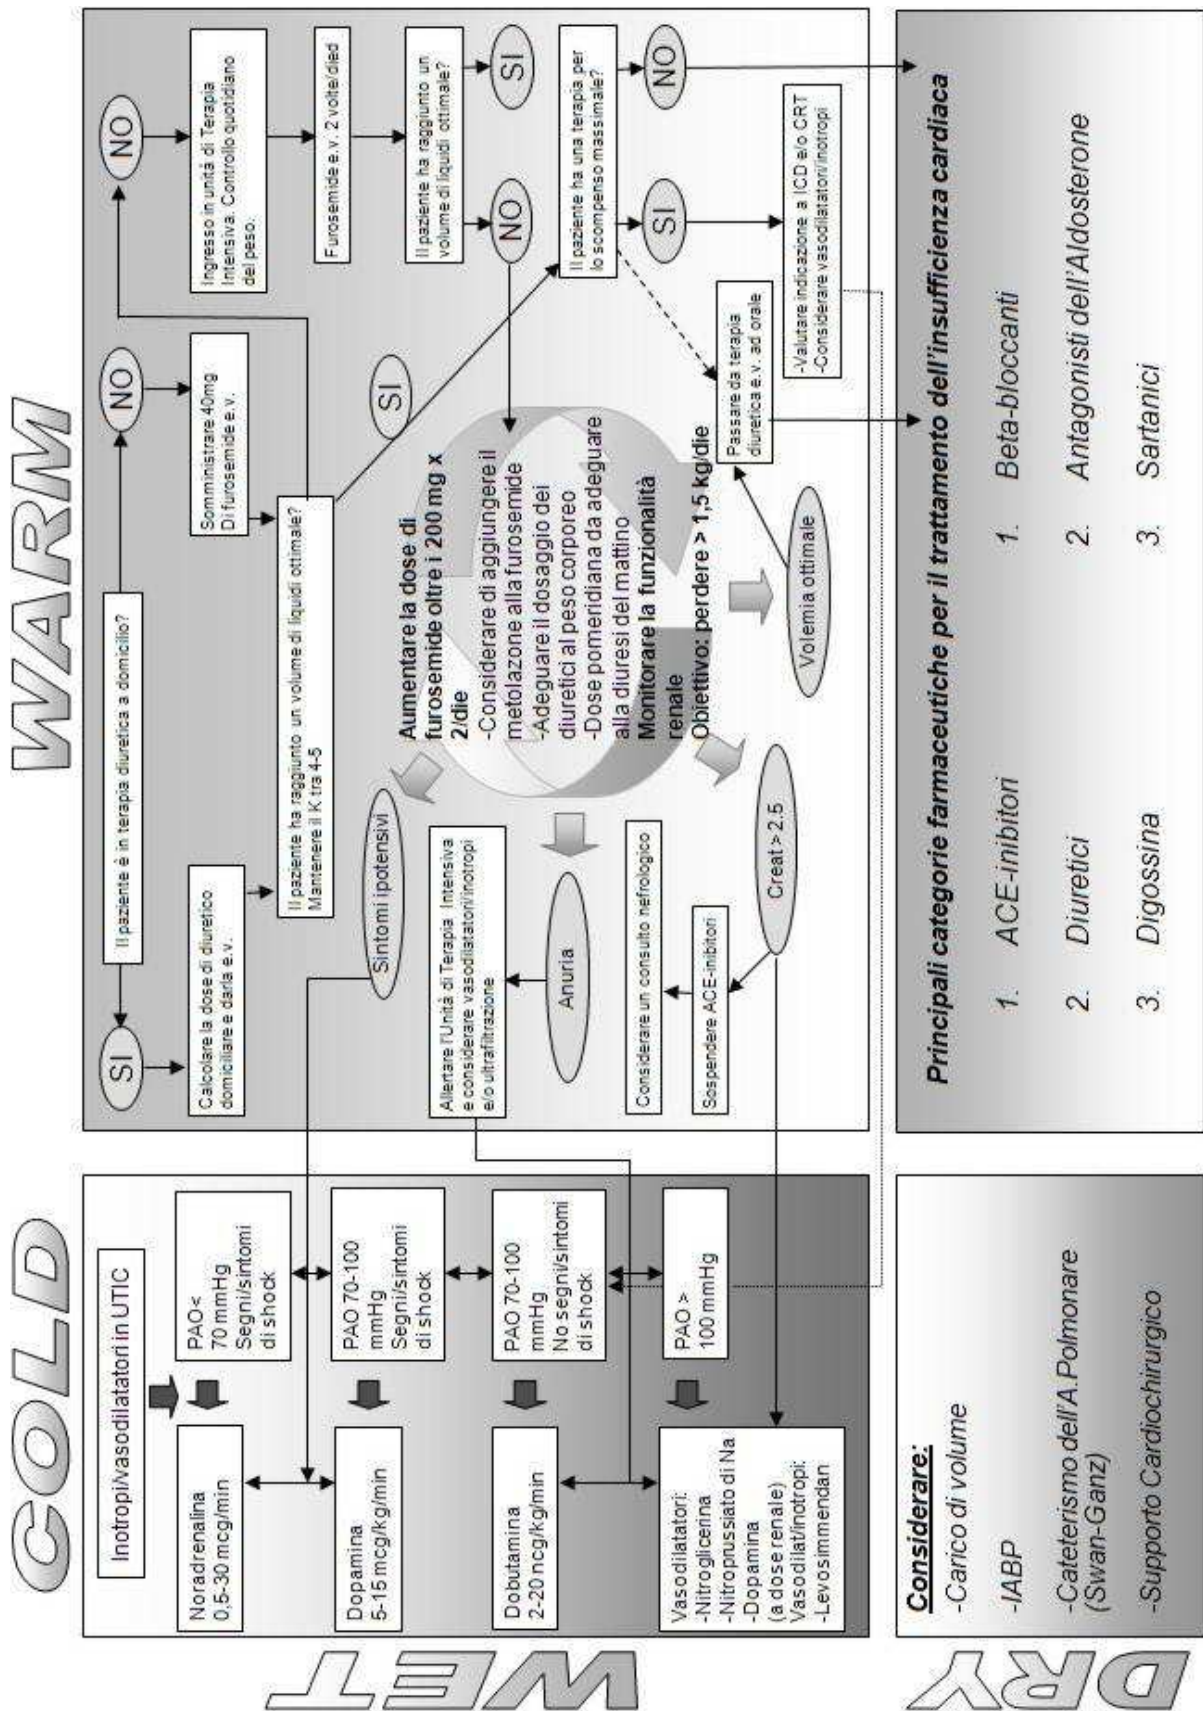 COLD
WARM
WET
DRY
Inotropi/vasodilatatori in UTIC
Noradrenalina
0,5-30 mcg/min
PAO <
70 mmHg
Segni/sintomi
di shock
Dopamina
5-15 mcg/kg/min
PAO 70-100
mmHg
Segni/sintomi
di shock
Dobutamina
2-20 ncg/kg/min
PAO 70-100
mmHg
No segni/sintomi
di shock
Vasodilatatori:
-Nitroglicerina
-Nitroprussiato di Na
-Dopamina
(a dose renale)
Vasodilat/inotropi:
-Levosimmendan
PAO >
100 mmHg
Il paziente è in terapia diuretica a domicilio?
SI
NO
Calcolare la dose di diuretico
domiciliare e darla e.v.
Somministrare 40mg
Di furosemide e.v.
Il paziente ha raggiunto un volume di liquidi ottimale?
Mantenere il K tra 4-5
NO
SI
Ingresso in unità di Terapia
Intensiva. Controllo quotidiano
del peso.
Furosemide e.v. 2 volte/died
Il paziente ha raggiunto un
volume di liquidi ottimale?
NO
SI
Il paziente ha una terapia per
lo scompenso massimale?
SI
NO
-Valutare indicazione a ICD e/o CRT
-Considerare vasodilatatori/inotropi
Passare da terapia
diuretica e.v. ad orale
Aumentare la dose di
furosemide oltre i 200 mg x
2/die
-Considerare di aggiungere il
metolazone alla furosemide
-Adeguare il dosaggio dei
diuretici al peso corporeo
-Dose pomeridiana da adeguare
alla diuresi del mattino
Monitorare la funzionalità
renale
Obiettivo: perdere > 1,5 kg/die
Sintomi ipotensivi
Allertare l'Unità di Terapia Intensiva
e considerare vasodilatatori/inotropi
e/o ultrafiltrazione
Anuria
Considerare un consulto nefrologico
Sospendere ACE-inibitori
Creat > 2.5
Volemia ottimale
Considerare:
-Carico di volume
-IABP
-Cateterismo dell'A.Polmonare
(Swan-Ganz)
-Supporto Cardiochirurgico
Principali categorie farmaceutiche per il trattamento dell'insufficienza cardiaca
1. ACE-inibitori
2. Diuretici
3. Digossina
1. Beta-bloccanti
2. Antagonisti dell'Aldosterone
3. Sartanici